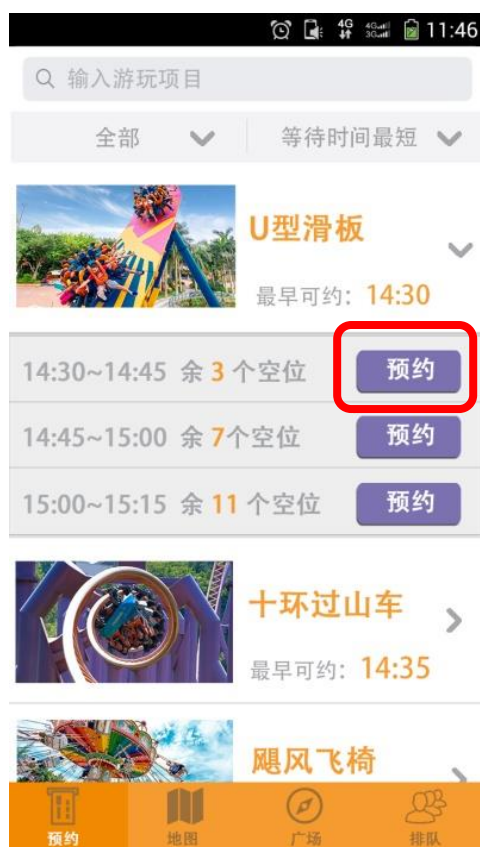 4G 4G 3G 11:46
输入游玩项目
全部 等待时间最短
U型滑板
最早可约：14:30
14:30~14:45 余 3 个空位 预约
14:45~15:00 余 7个空位 预约
15:00~15:15 余 11 个空位 预约
十环过山车
最早可约：14:35
飓风飞椅
预约 地图 广场 排队